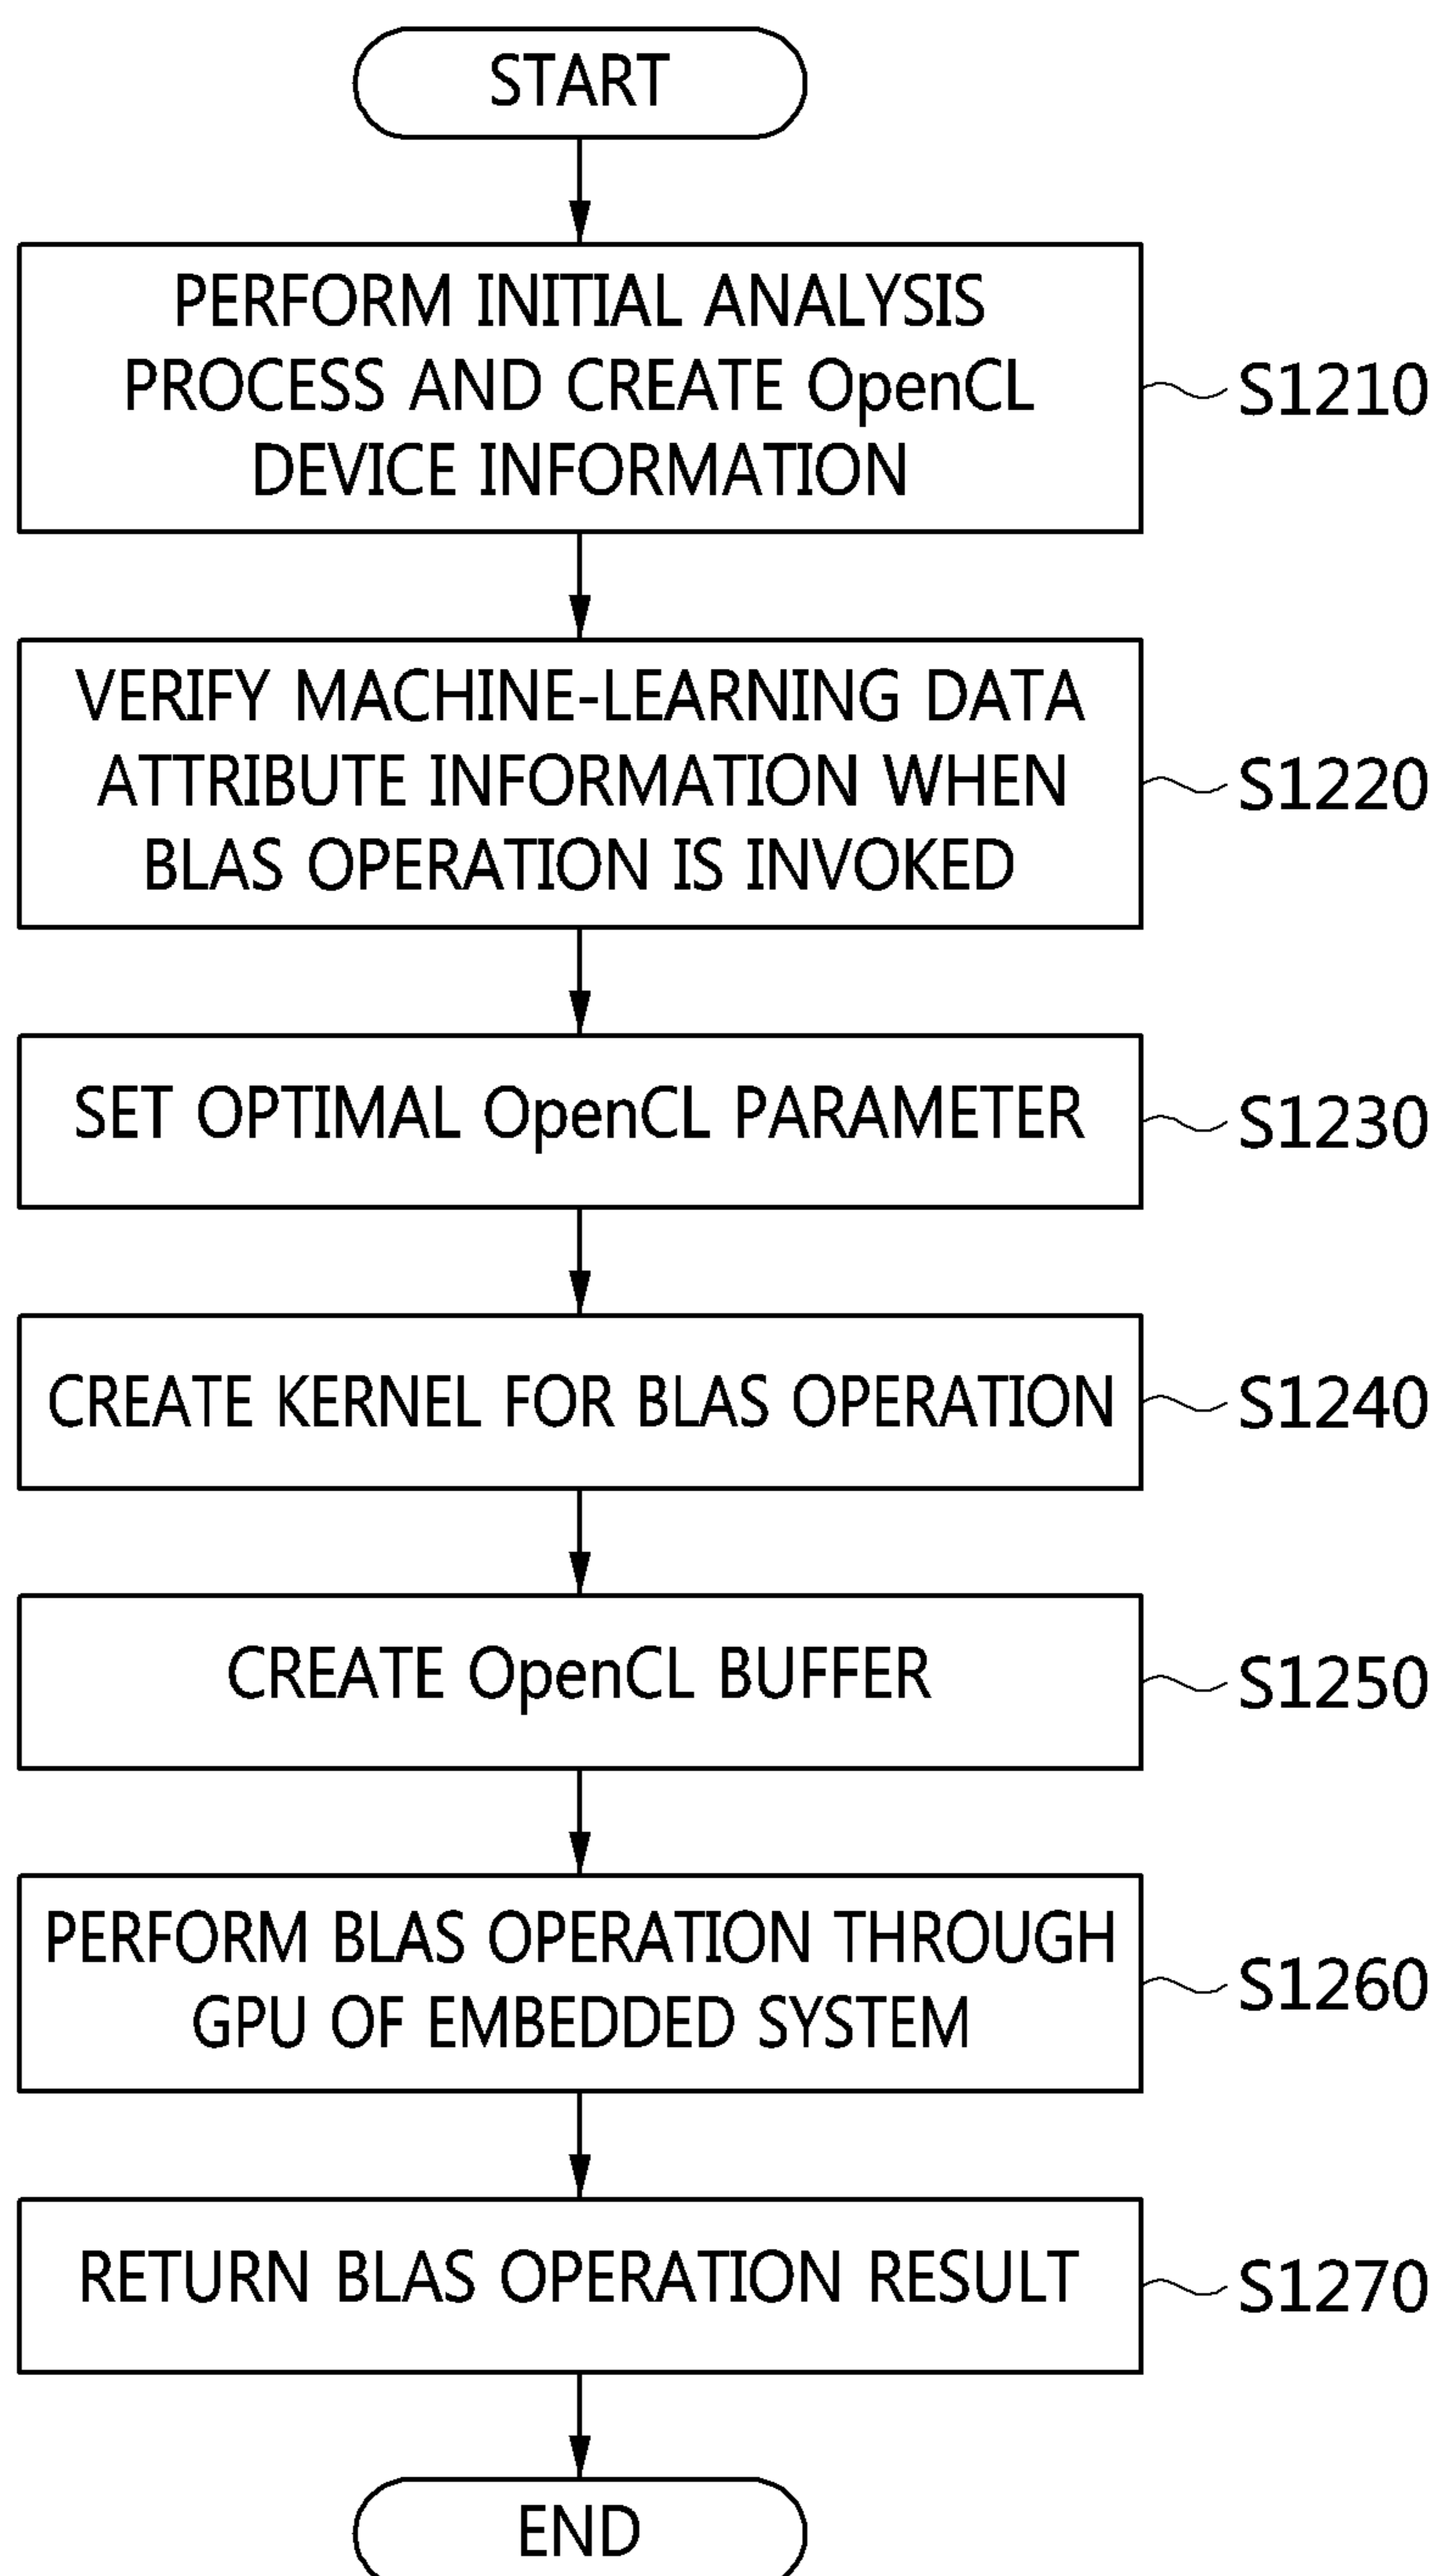 START
PERFORM INITIAL ANALYSIS
PROCESS AND CREATE OpenCL
DEVICE INFORMATION
S1210
VERIFY MACHINE-LEARNING DATA
ATTRIBUTE INFORMATION WHEN
BLAS OPERATION IS INVOKED
S1220
SET OPTIMAL OpenCL PARAMETER
S1230
CREATE KERNEL FOR BLAS OPERATION
S1240
CREATE OpenCL BUFFER
S1250
PERFORM BLAS OPERATION THROUGH
GPU OF EMBEDDED SYSTEM
S1260
RETURN BLAS OPERATION RESULT
S1270
END